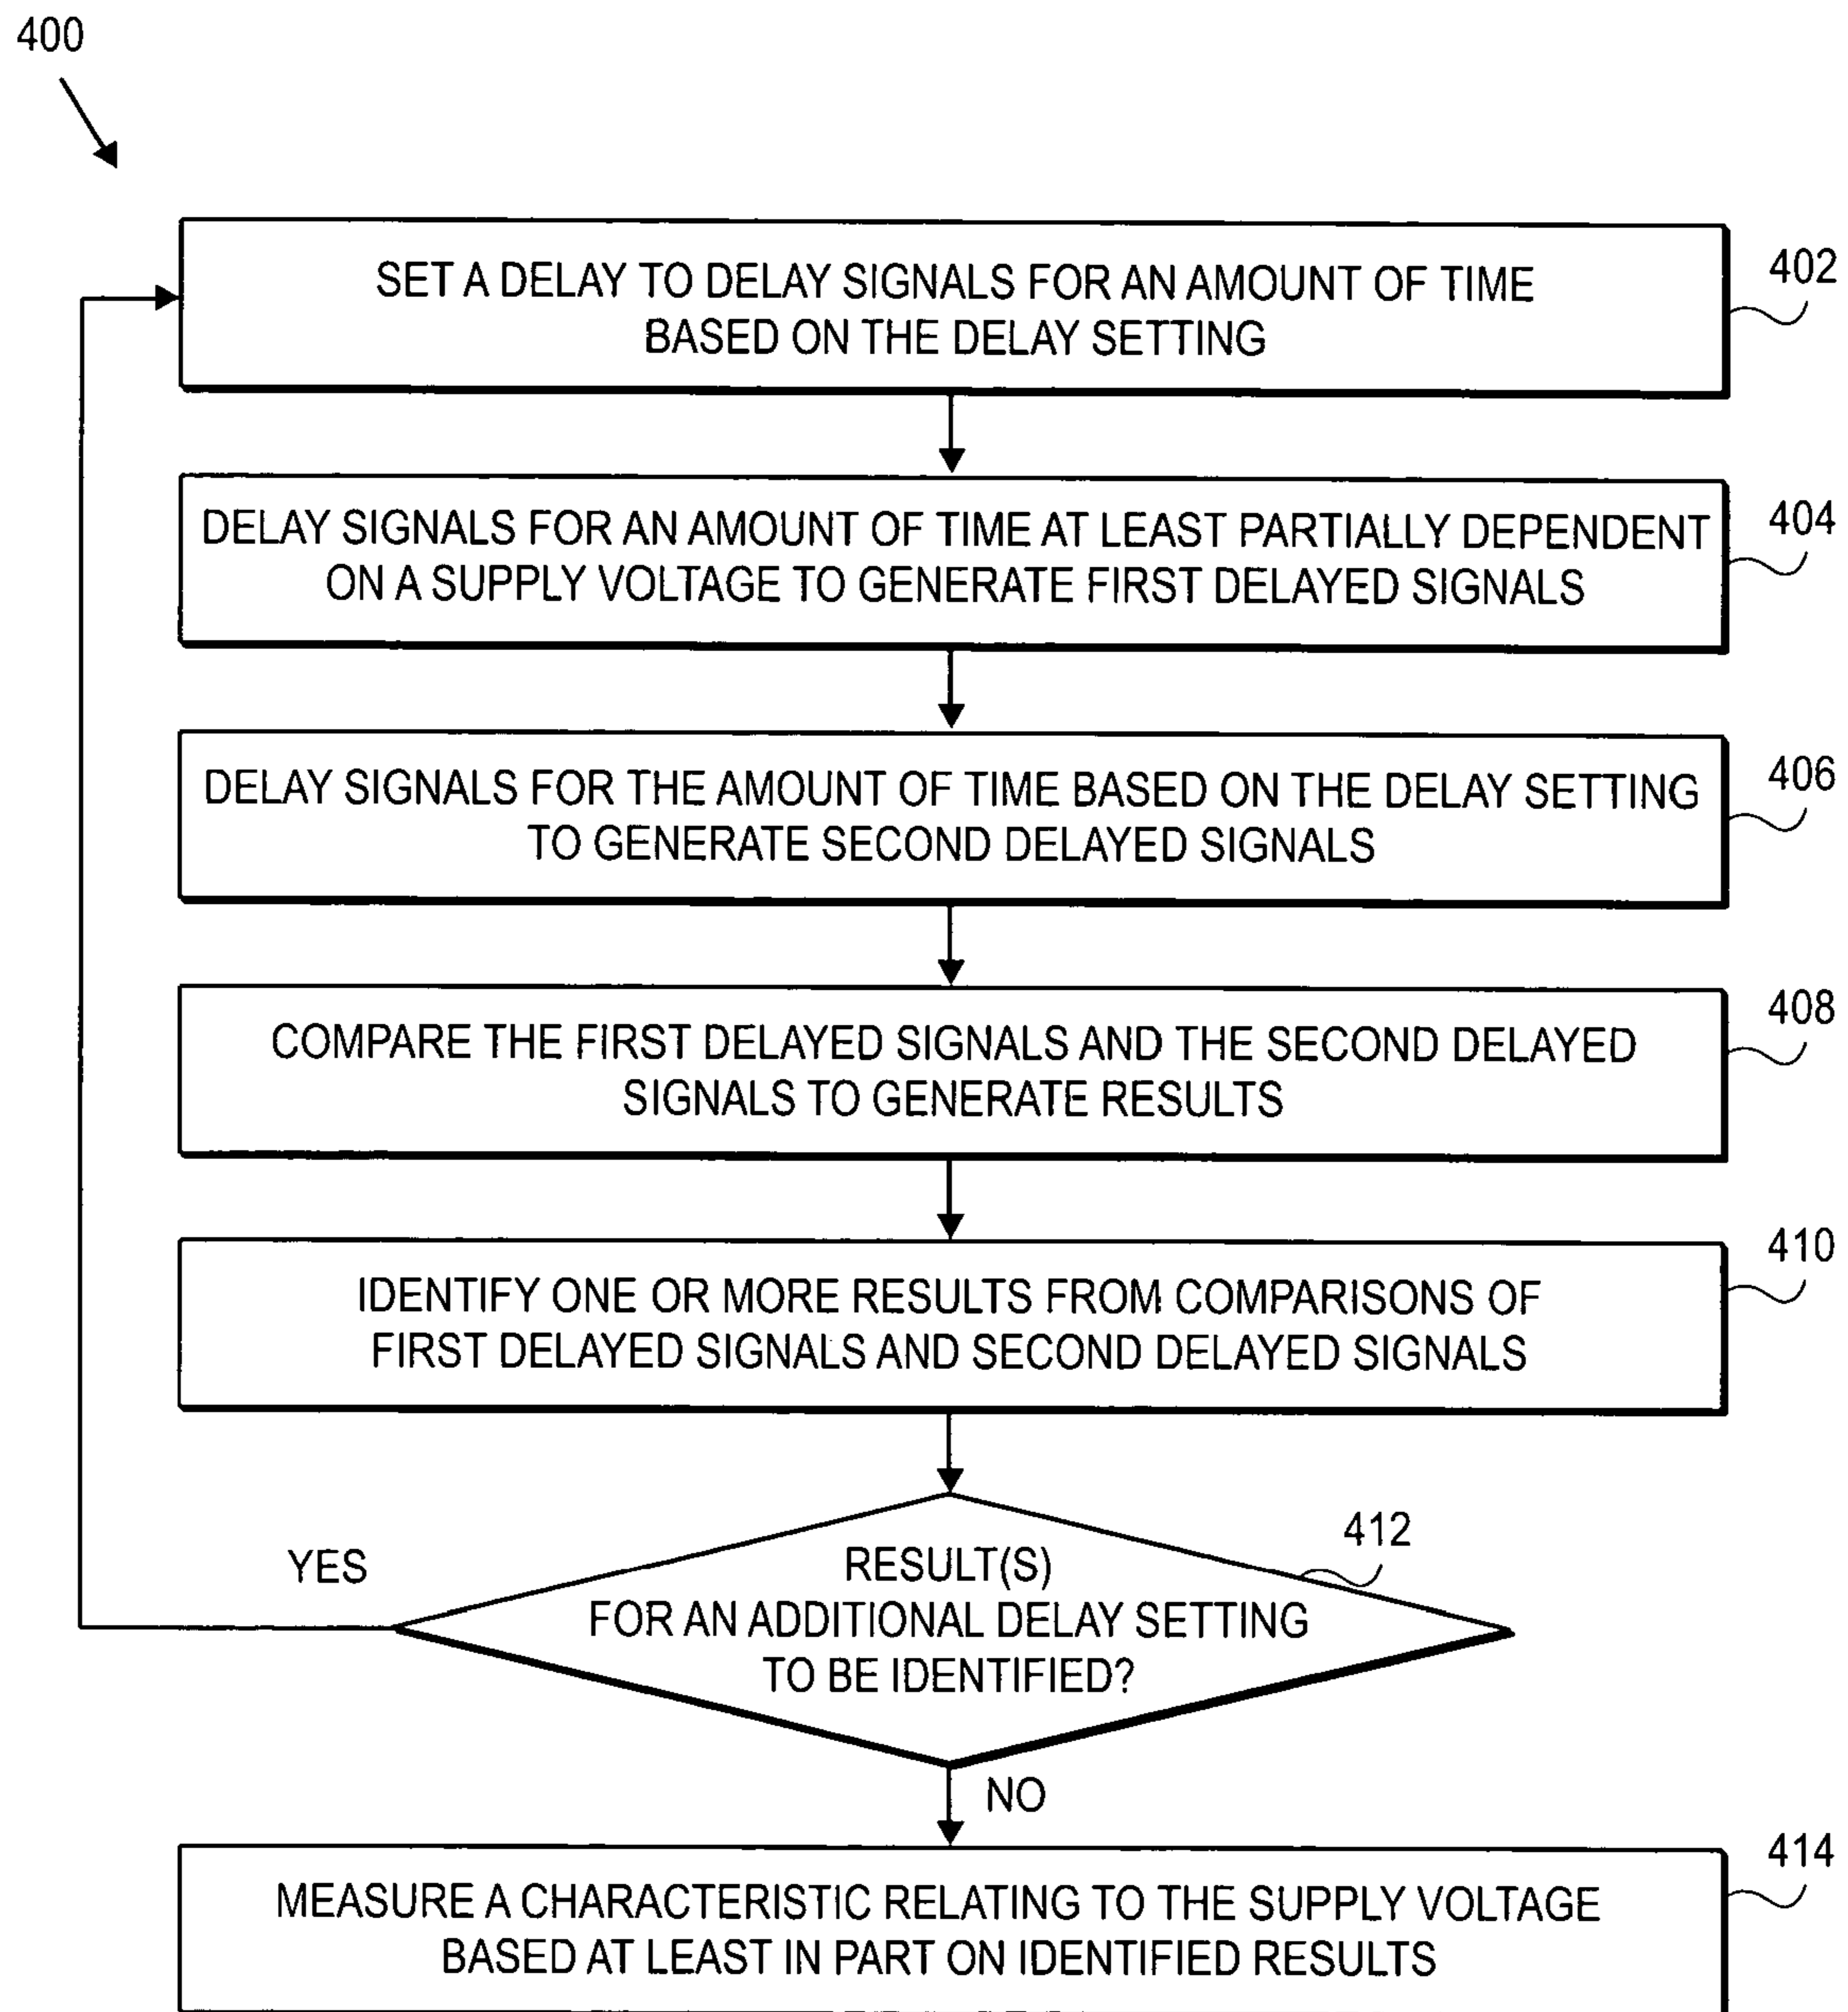 400
SET A DELAY TO DELAY SIGNALS FOR AN AMOUNT OF TIME
BASED ON THE DELAY SETTING
402
DELAY SIGNALS FOR AN AMOUNT OF TIME AT LEAST PARTIALLY DEPENDENT
ON A SUPPLY VOLTAGE TO GENERATE FIRST DELAYED SIGNALS
404
DELAY SIGNALS FOR THE AMOUNT OF TIME BASED ON THE DELAY SETTING
TO GENERATE SECOND DELAYED SIGNALS
406
COMPARE THE FIRST DELAYED SIGNALS AND THE SECOND DELAYED
SIGNALS TO GENERATE RESULTS
408
IDENTIFY ONE OR MORE RESULTS FROM COMPARISONS OF
FIRST DELAYED SIGNALS AND SECOND DELAYED SIGNALS
410
YES
RESULT(S)
FOR AN ADDITIONAL DELAY SETTING
TO BE IDENTIFIED?
412
NO
MEASURE A CHARACTERISTIC RELATING TO THE SUPPLY VOLTAGE
BASED AT LEAST IN PART ON IDENTIFIED RESULTS
414